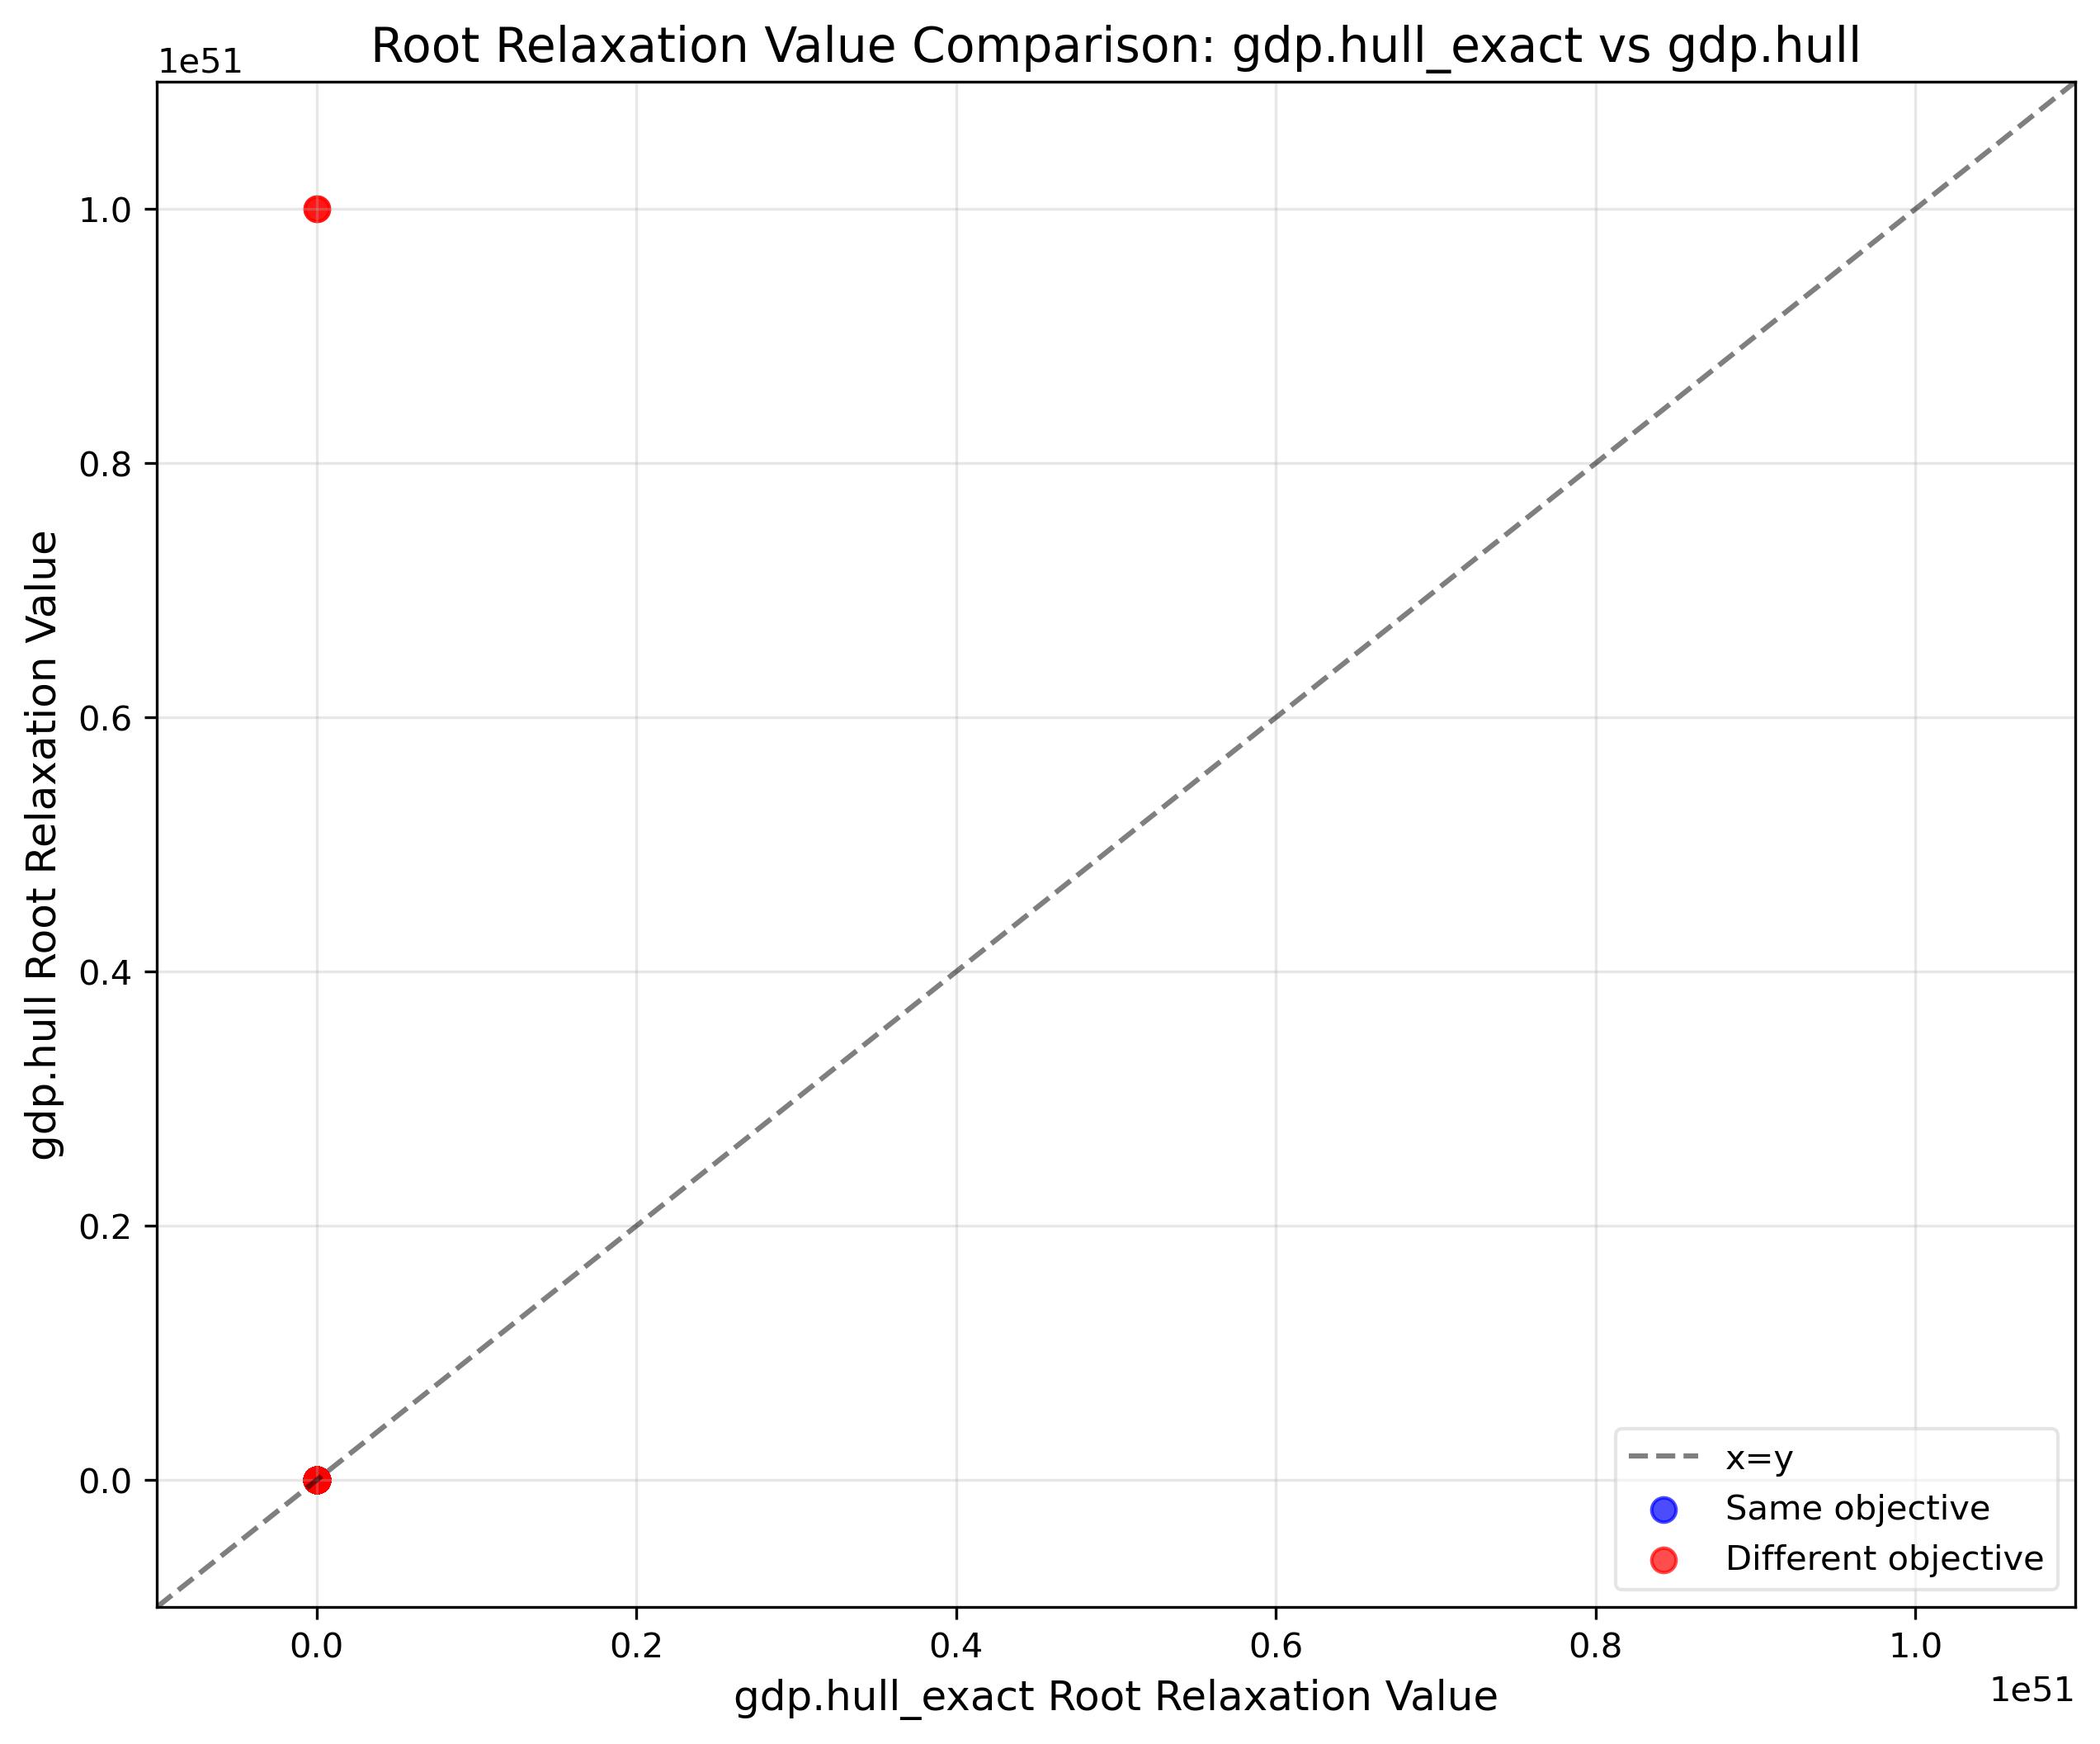 Root Relaxation Value Comparison: gdp.hull_exact vs gdp.hull
1e51
1.0
0.8
0.6
0.4
0.2
0.0
gdp.hull Root Relaxation Value
x=y
Same objective
Different objective
0.0 0.2 0.4 0.6 0.8 1.0
1e51
gdp.hull_exact Root Relaxation Value